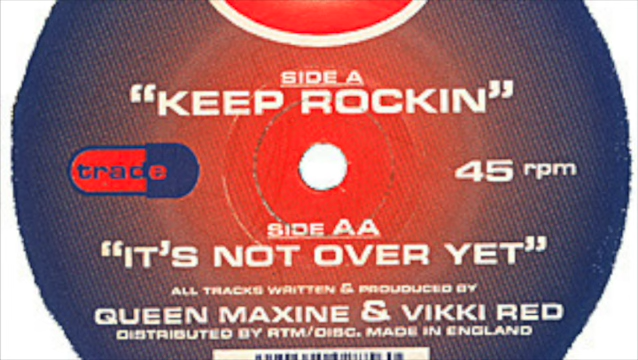 SIDE A
“KEEP ROCKIN”
trade
45 rpm
SIDE AA
“IT'S NOT OVER YET”
ALL TRACKS WRITTEN & PROUDUCED BY
QUEEN MAXINE & VIKKI RED
DISTRIBUTED BY RTM/DISC. MADE IN ENGLAND